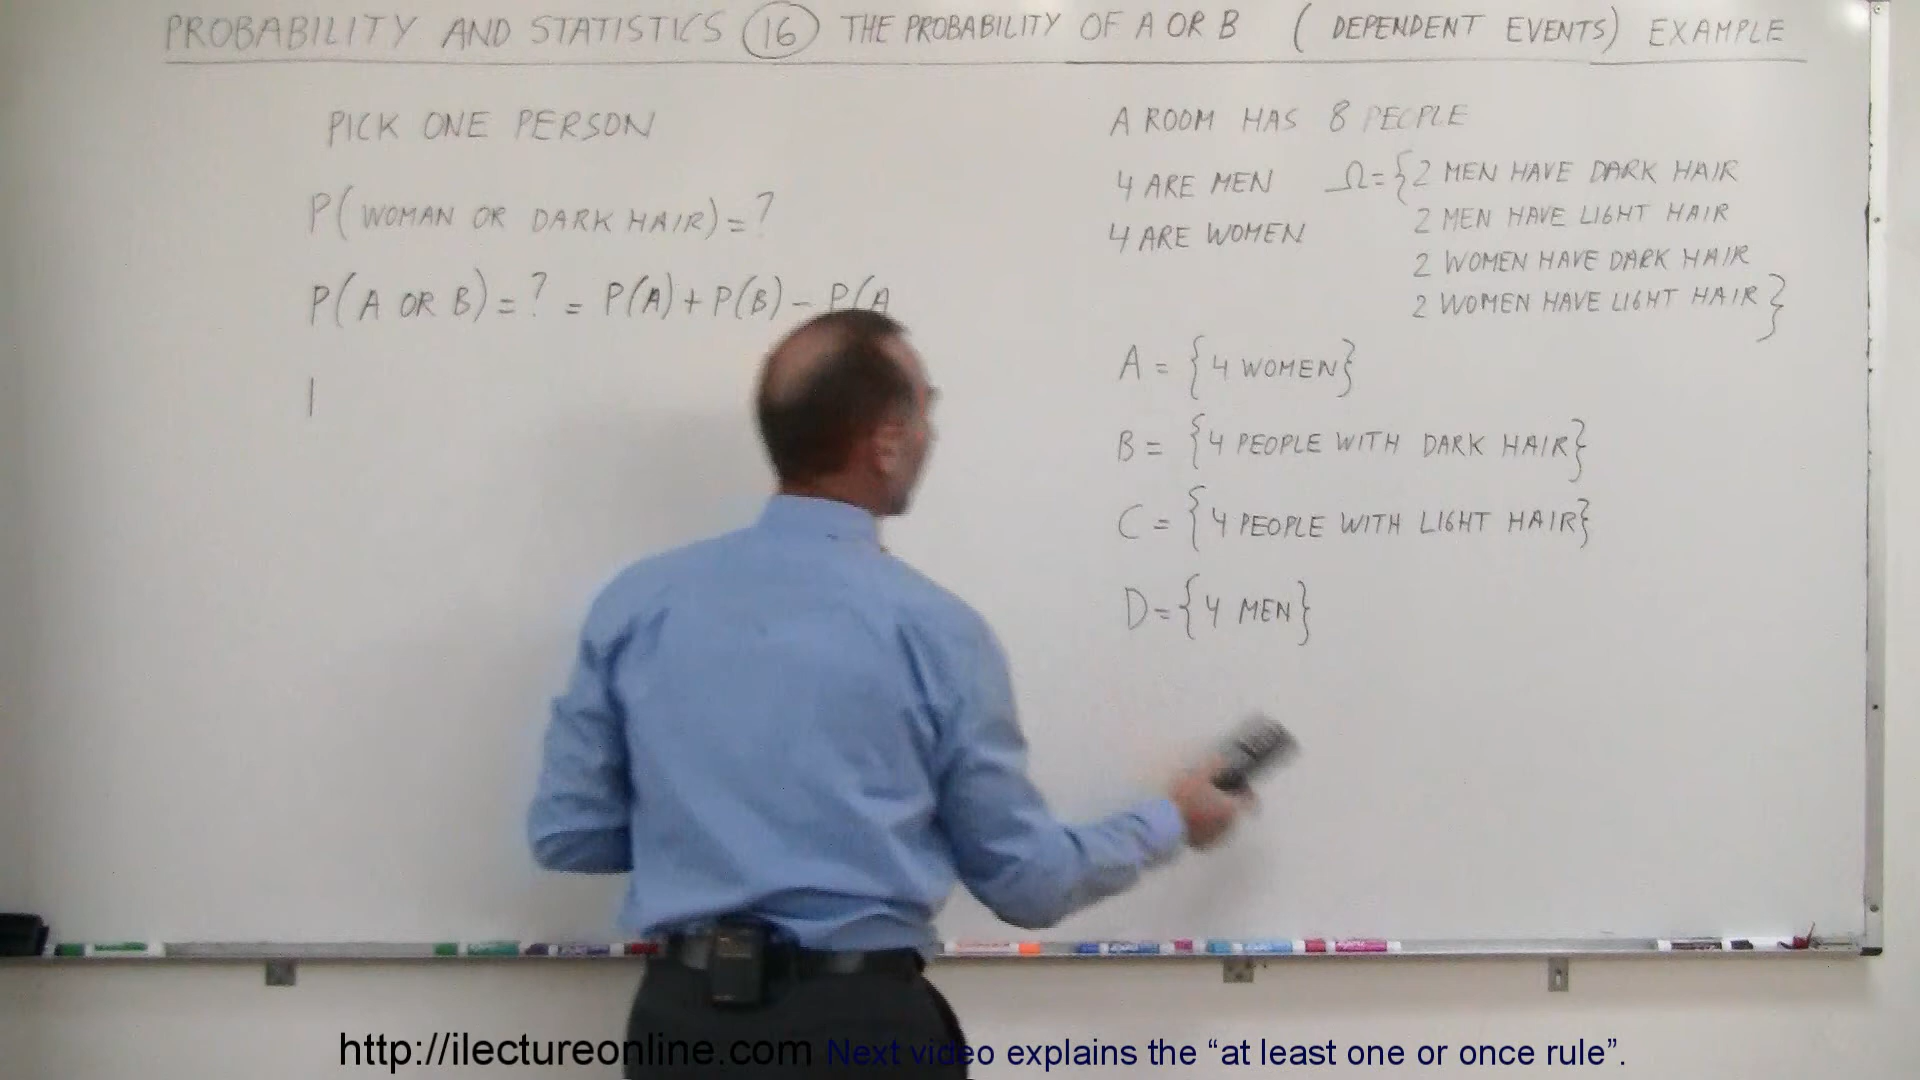 PROBABILITY AND STATISTICS 16 THE PROBABILITY OF A OR B (DEPENDENT EVENTS) EXAMPLE
PICK ONE PERSON
P(WOMAN OR DARK HAIR) = ?
P(A OR B) = ? = P(A) + P(B) - P(A
A ROOM HAS 8 PEOPLE
4 ARE MEN
4 ARE WOMEN
Ω = {2 MEN HAVE DARK HAIR
2 MEN HAVE LIGHT HAIR
2 WOMEN HAVE DARK HAIR
2 WOMEN HAVE LIGHT HAIR}
A = {4 WOMEN}
B = {4 PEOPLE WITH DARK HAIR}
C = {4 PEOPLE WITH LIGHT HAIR}
D = {4 MEN}
http://ilectureonline.com Next video explains the “at least one or once rule”.